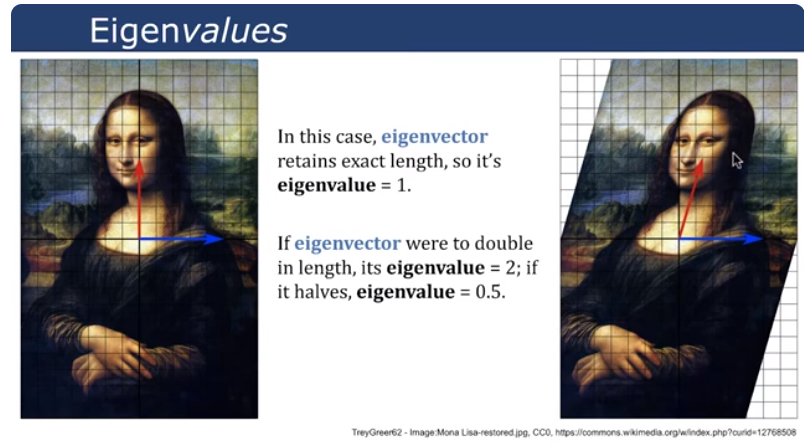 Eigenvalues
In this case, eigenvector
retains exact length, so it's
eigenvalue = 1.
If eigenvector were to double
in length, its eigenvalue = 2; if
it halves, eigenvalue = 0.5.
TreyGreer62 - Image:Mona Lisa-restored.jpg, CC0, https://commons.wikimedia.org/w/index.php?curid=12768508